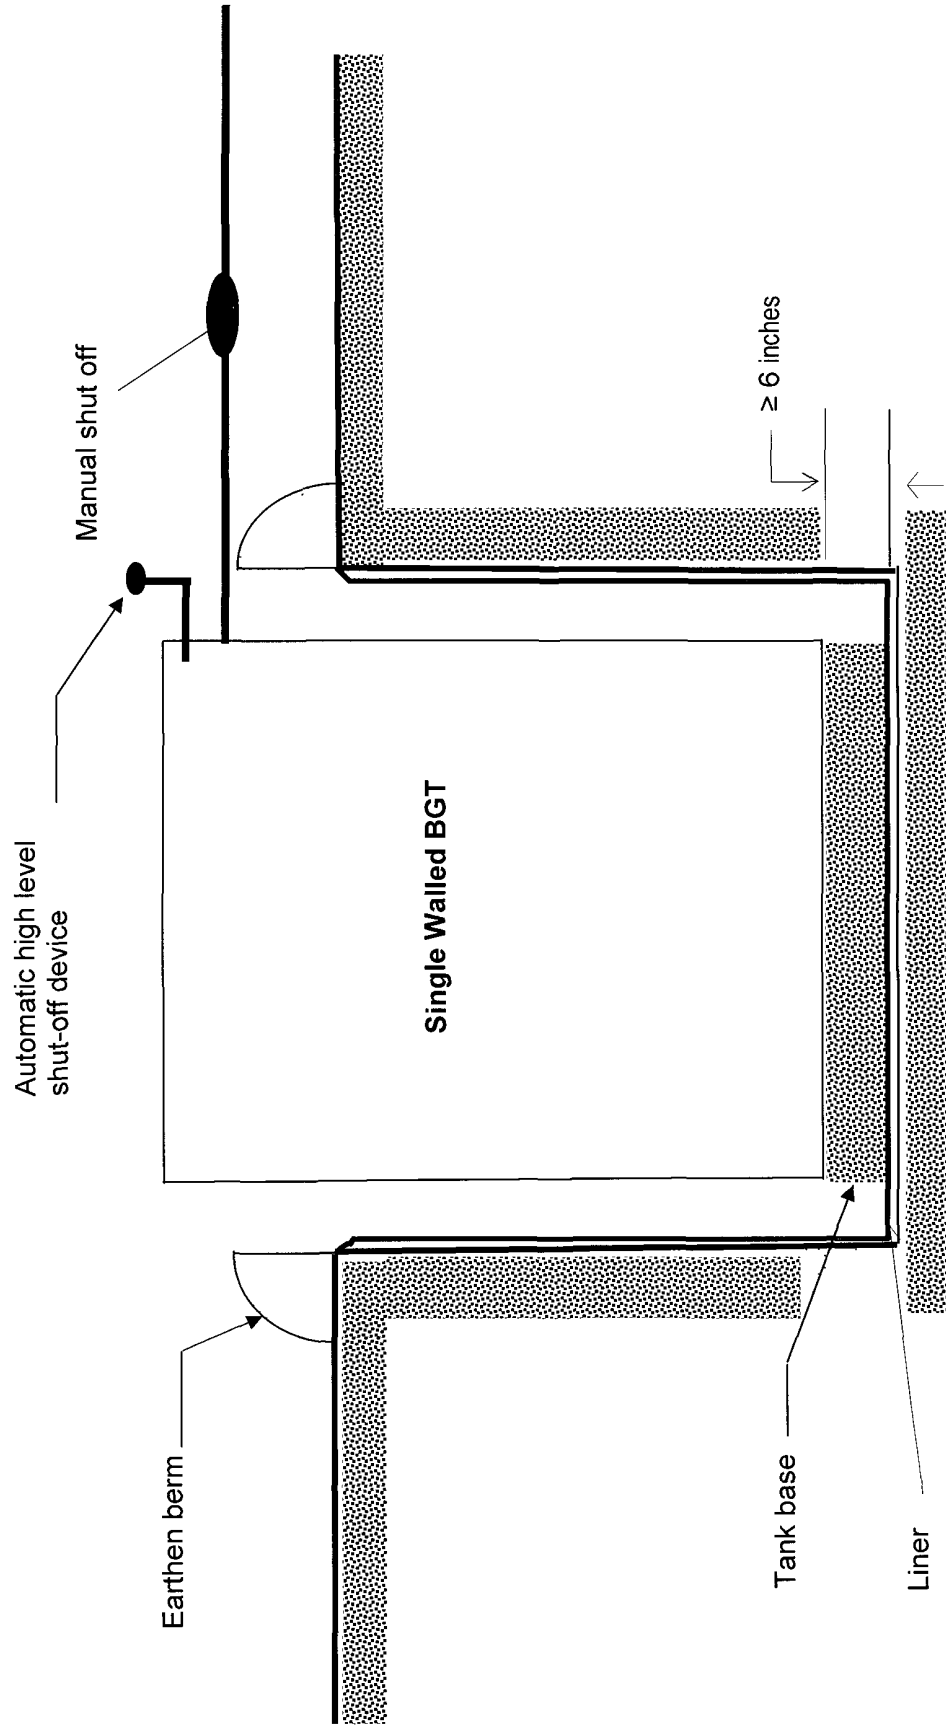 Automatic high level
shut-off device
Manual shut off
Earthen berm
Single Walled BGT
≥ 6 inches
Tank base
Liner